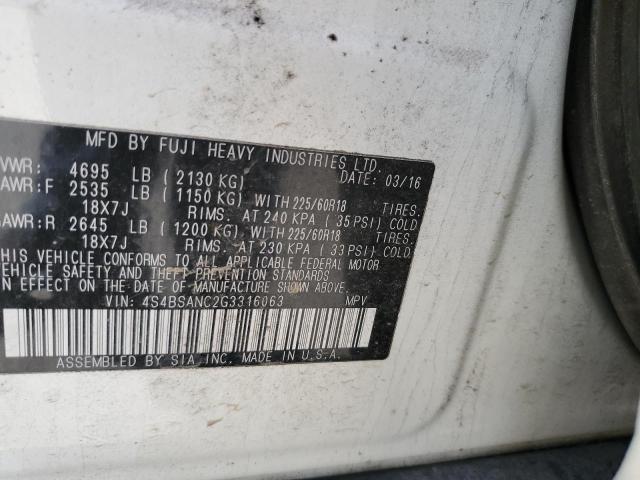 MFD BY FUJI HEAVY INDUSTRIES LTD.
VWR: 4695 LB (2130 KG) DATE: 03/16
AWR:F 2535 LB (1150 KG) WITH 225/60R18 TIRES.
18X7J RIMS. AT 240 KPA (35 PSI) COLD
AWR:R 2645 LB (1200 KG) WITH 225/60R18 TIRES.
18X7J RIMS. AT 230 KPA (33 PSI) COLD
THIS VEHICLE CONFORMS TO ALL APPLICABLE FEDERAL MOTOR
VEHICLE SAFETY AND THEFT PREVENTION STANDARDS
IN EFFECT ON THE DATE OF MANUFACTURE SHOWN ABOVE.
VIN: 4S4BSANC2G3316063 MPV
ASSEMBLED BY SIA INC. MADE IN U.S.A.